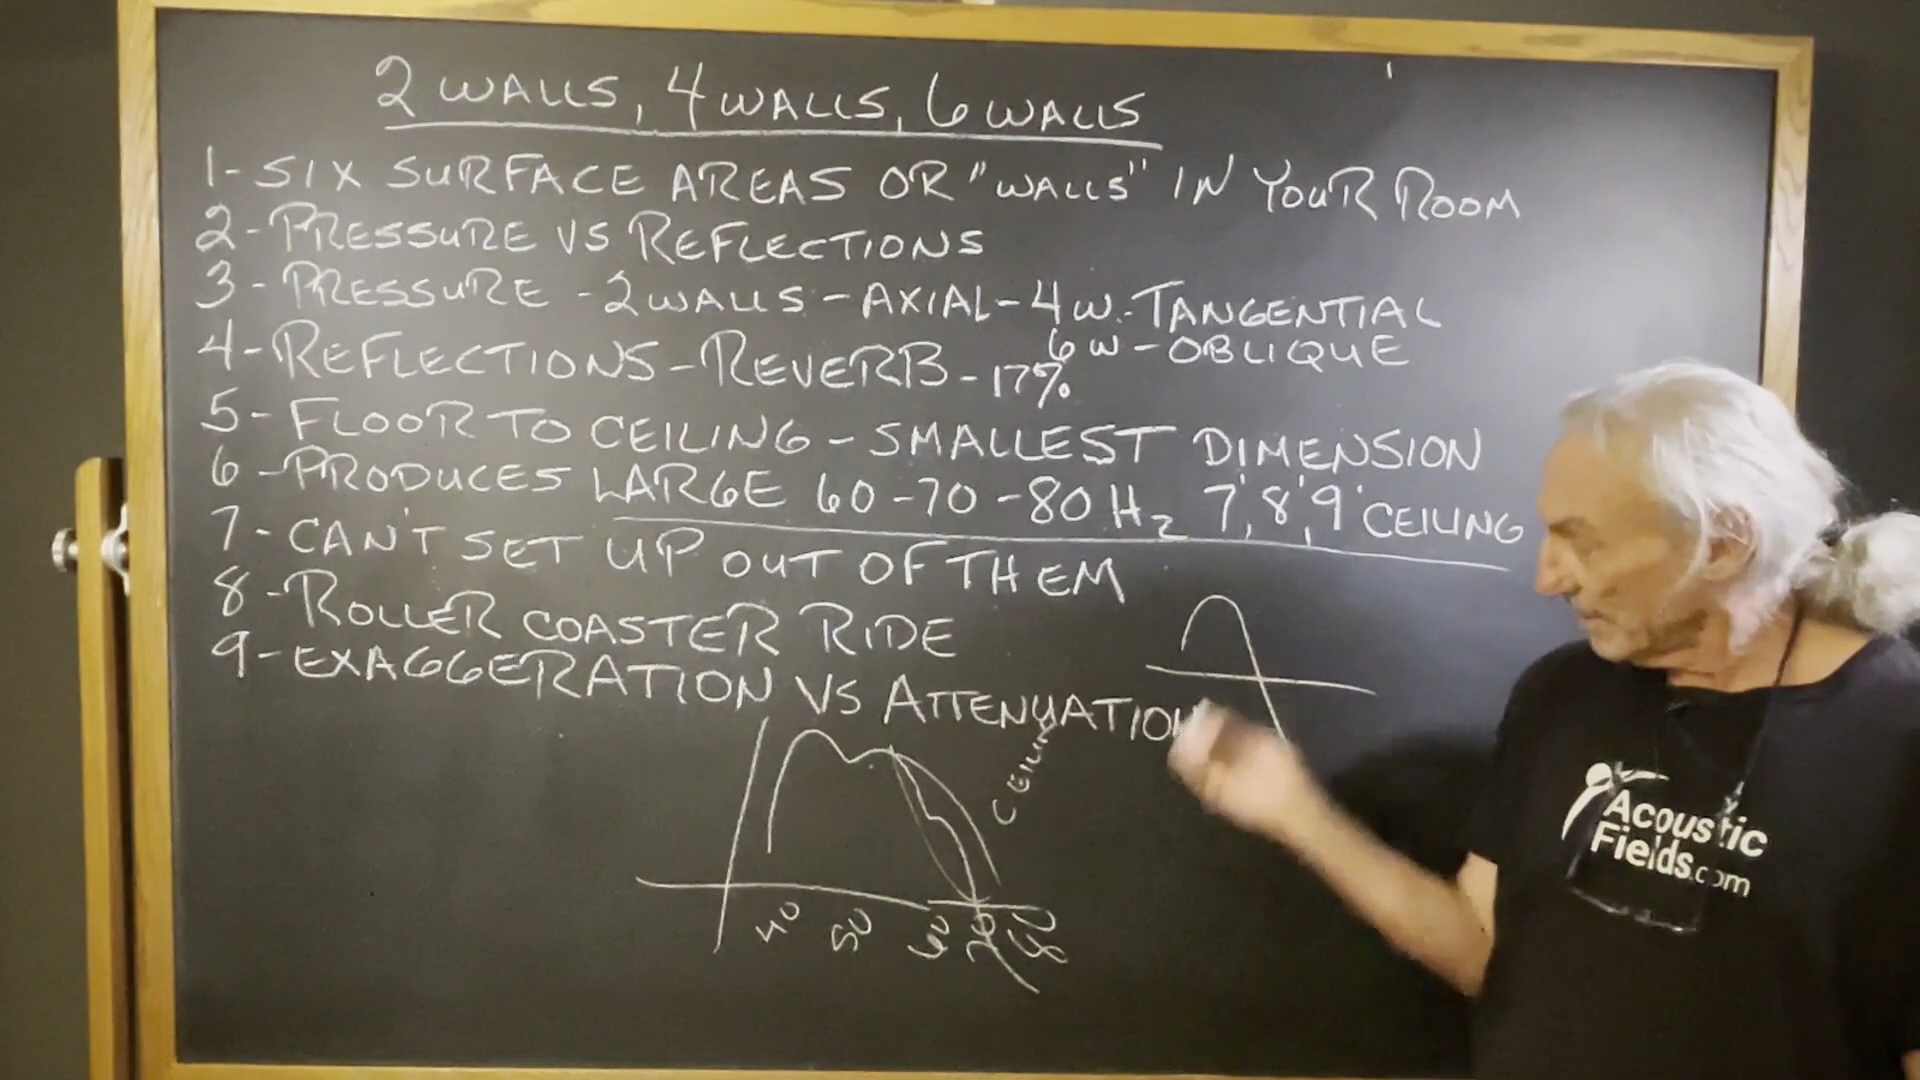 2 WALLS, 4 WALLS, 6 WALLS
1- SIX SURFACE AREAS OR "WALLS" IN YOUR ROOM
2- PRESSURE VS REFLECTIONS
3- PRESSURE - 2 WALLS - AXIAL - 4 W. - TANGENTIAL
6 W - OBLIQUE
4- REFLECTIONS - REVERB - 17%
5- FLOOR TO CEILING - SMALLEST DIMENSION
6- PRODUCES LARGE 60 - 70 - 80 Hz 7', 8', 9' CEILING
7- CAN'T SET UP OUT OF THEM
8- ROLLER COASTER RIDE
9- EXAGGERATION VS ATTENUATION
CEILING
40 50 60 70 80
Acoustic
Fields.com